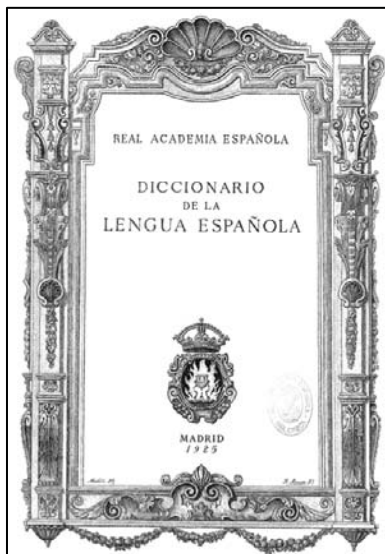 REAL ACADEMIA ESPAÑOLA
DICCIONARIO
DE LA
LENGUA ESPAÑOLA
MADRID
1925